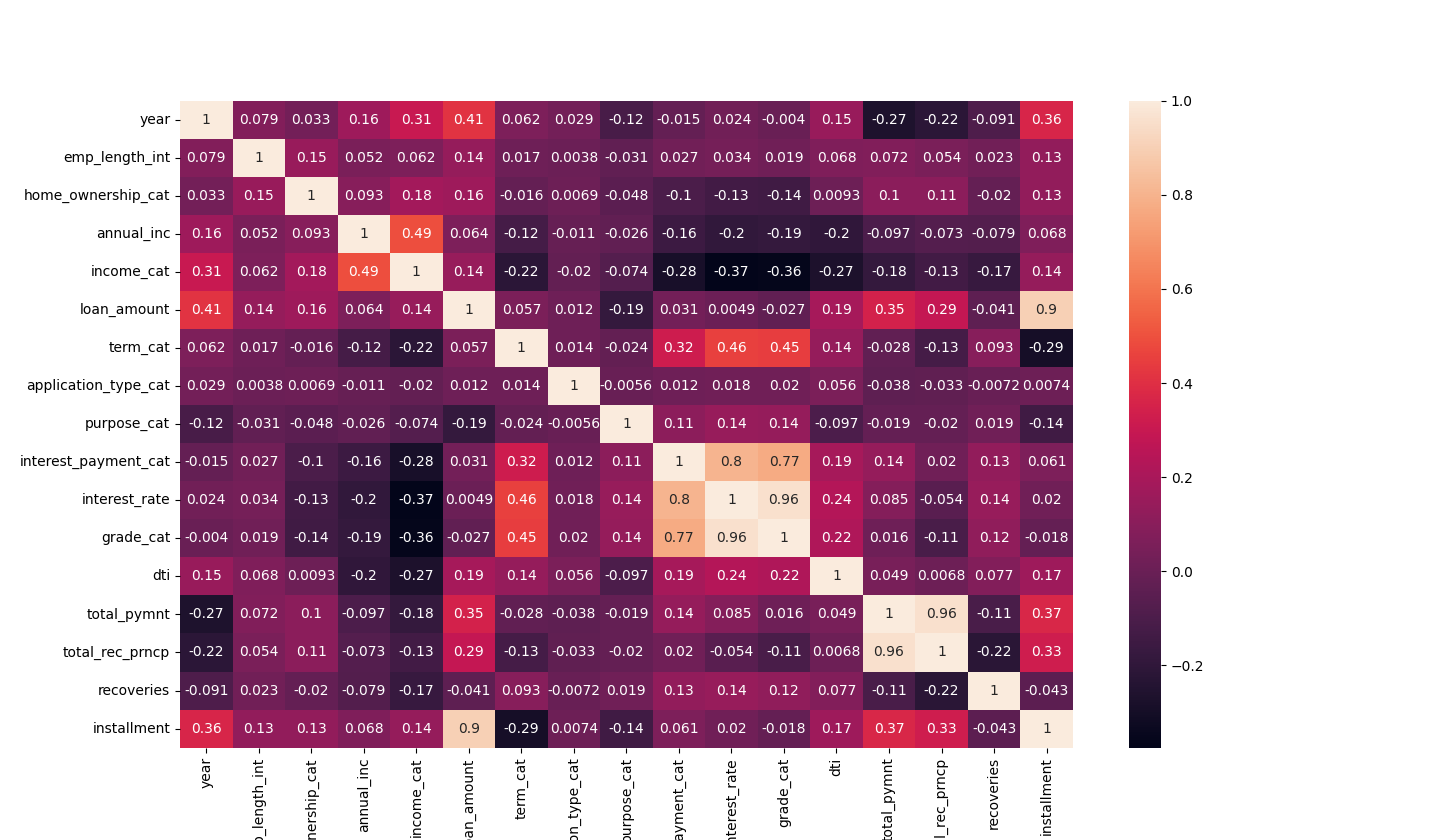 year 1 0.079 0.033 0.16 0.31 0.41 0.062 0.029 -0.12 -0.015 0.024 -0.004 0.15 -0.27 -0.22 -0.091 0.36
emp_length_int 0.079 1 0.15 0.052 0.062 0.14 0.017 0.0038 -0.031 0.027 0.034 0.019 0.068 0.072 0.054 0.023 0.13
home_ownership_cat 0.033 0.15 1 0.093 0.18 0.16 -0.016 0.0069 -0.048 -0.1 -0.13 -0.14 0.0093 0.1 0.11 -0.02 0.13
annual_inc 0.16 0.052 0.093 1 0.49 0.064 -0.12 -0.011 -0.026 -0.16 -0.2 -0.19 -0.2 -0.097 -0.073 -0.079 0.068
income_cat 0.31 0.062 0.18 0.49 1 0.14 -0.22 -0.02 -0.074 -0.28 -0.37 -0.36 -0.27 -0.18 -0.13 -0.17 0.14
loan_amount 0.41 0.14 0.16 0.064 0.14 1 0.057 0.012 -0.19 0.031 0.0049 -0.027 0.19 0.35 0.29 -0.041 0.9
term_cat 0.062 0.017 -0.016 -0.12 -0.22 0.057 1 0.014 -0.024 0.32 0.46 0.45 0.14 -0.028 -0.13 0.093 -0.29
application_type_cat 0.029 0.0038 0.0069 -0.011 -0.02 0.012 0.014 1 -0.0056 0.012 0.018 0.02 0.056 -0.038 -0.033 -0.0072 0.0074
purpose_cat -0.12 -0.031 -0.048 -0.026 -0.074 -0.19 -0.024 -0.0056 1 0.11 0.14 0.14 -0.097 -0.019 -0.02 0.019 -0.14
interest_payment_cat -0.015 0.027 -0.1 -0.16 -0.28 0.031 0.32 0.012 0.11 1 0.8 0.77 0.19 0.14 0.02 0.13 0.061
interest_rate 0.024 0.034 -0.13 -0.2 -0.37 0.0049 0.46 0.018 0.14 0.8 1 0.96 0.24 0.085 -0.054 0.14 0.02
grade_cat -0.004 0.019 -0.14 -0.19 -0.36 -0.027 0.45 0.02 0.14 0.77 0.96 1 0.22 0.016 -0.11 0.12 -0.018
dti 0.15 0.068 0.0093 -0.2 -0.27 0.19 0.14 0.056 -0.097 0.19 0.24 0.22 1 0.049 0.0068 0.077 0.17
total_pymnt -0.27 0.072 0.1 -0.097 -0.18 0.35 -0.028 -0.038 -0.019 0.14 0.085 0.016 0.049 1 0.96 -0.11 0.37
total_rec_prncp -0.22 0.054 0.11 -0.073 -0.13 0.29 -0.13 -0.033 -0.02 0.02 -0.054 -0.11 0.0068 0.96 1 -0.22 0.33
recoveries -0.091 0.023 -0.02 -0.079 -0.17 -0.041 0.093 -0.0072 0.019 0.13 0.14 0.12 0.077 -0.11 -0.22 1 -0.043
installment 0.36 0.13 0.13 0.068 0.14 0.9 -0.29 0.0074 -0.14 0.061 0.02 -0.018 0.17 0.37 0.33 -0.043 1
year
p_length_int
nership_cat
annual_inc
income_cat
an_amount
term_cat
on_type_cat
purpose_cat
ayment_cat
terest_rate
grade_cat
dti
total_pymnt
l_rec_prncp
recoveries
installment
1.0
0.8
0.6
0.4
0.2
0.0
−0.2